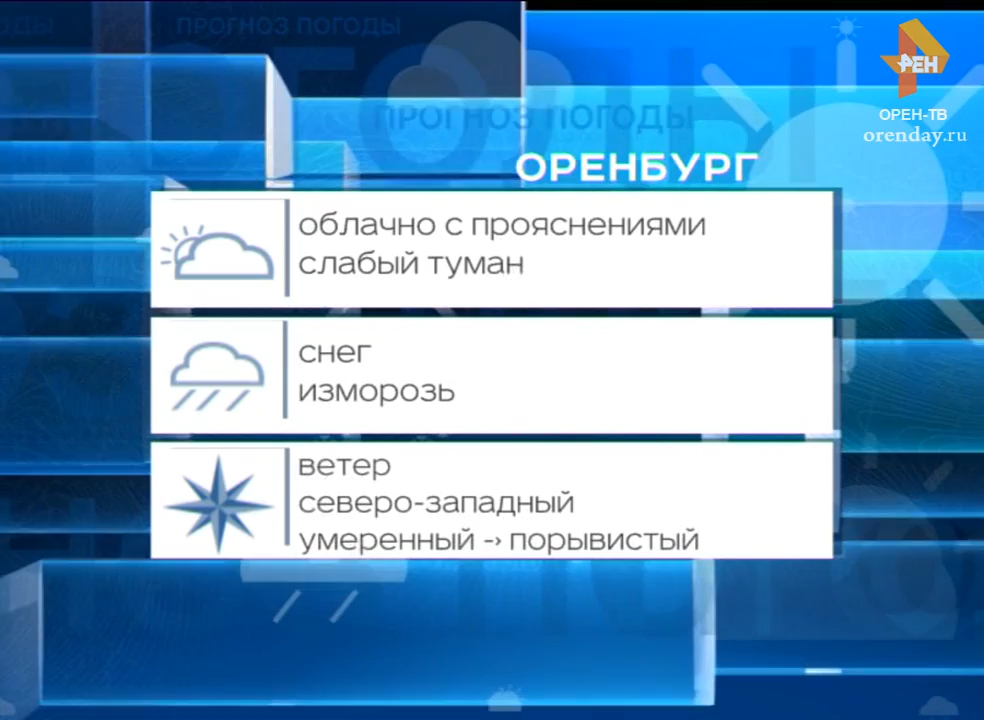 ПРОГНОЗ ПОГОДЫ
РЕН
ОРЕН-ТВ
orenday.ru
ПРОГНОЗ ПОГОДЫ
ОРЕНБУРГ
облачно с прояснениями
слабый туман
снег
изморозь
ветер
северо-западный
умеренный -› порывистый